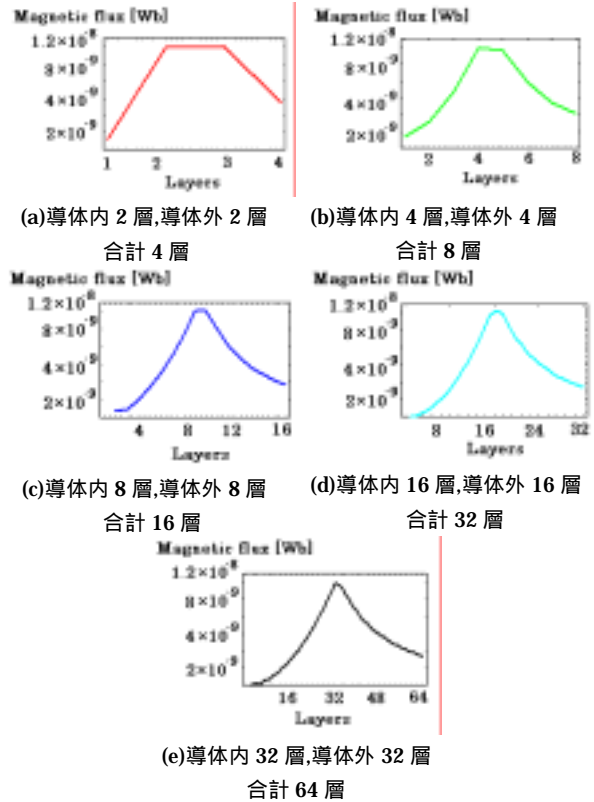 Magnetic flux [Wb]
1.2×10⁻⁸
8×10⁻⁹
4×10⁻⁹
2×10⁻⁹
1 2 3 4
Layers
(a)導体内 2 層,導体外 2 層
合計 4 層
Magnetic flux [Wb]
1.2×10⁻⁸
8×10⁻⁹
4×10⁻⁹
2×10⁻⁹
2 4 6 8
Layers
(b)導体内 4 層,導体外 4 層
合計 8 層
Magnetic flux [Wb]
1.2×10⁻⁸
8×10⁻⁹
4×10⁻⁹
2×10⁻⁹
4 8 12 16
Layers
(c)導体内 8 層,導体外 8 層
合計 16 層
Magnetic flux [Wb]
1.2×10⁻⁸
8×10⁻⁹
4×10⁻⁹
2×10⁻⁹
8 16 24 32
Layers
(d)導体内 16 層,導体外 16 層
合計 32 層
Magnetic flux [Wb]
1.2×10⁻⁸
8×10⁻⁹
4×10⁻⁹
2×10⁻⁹
16 32 48 64
Layers
(e)導体内 32 層,導体外 32 層
合計 64 層